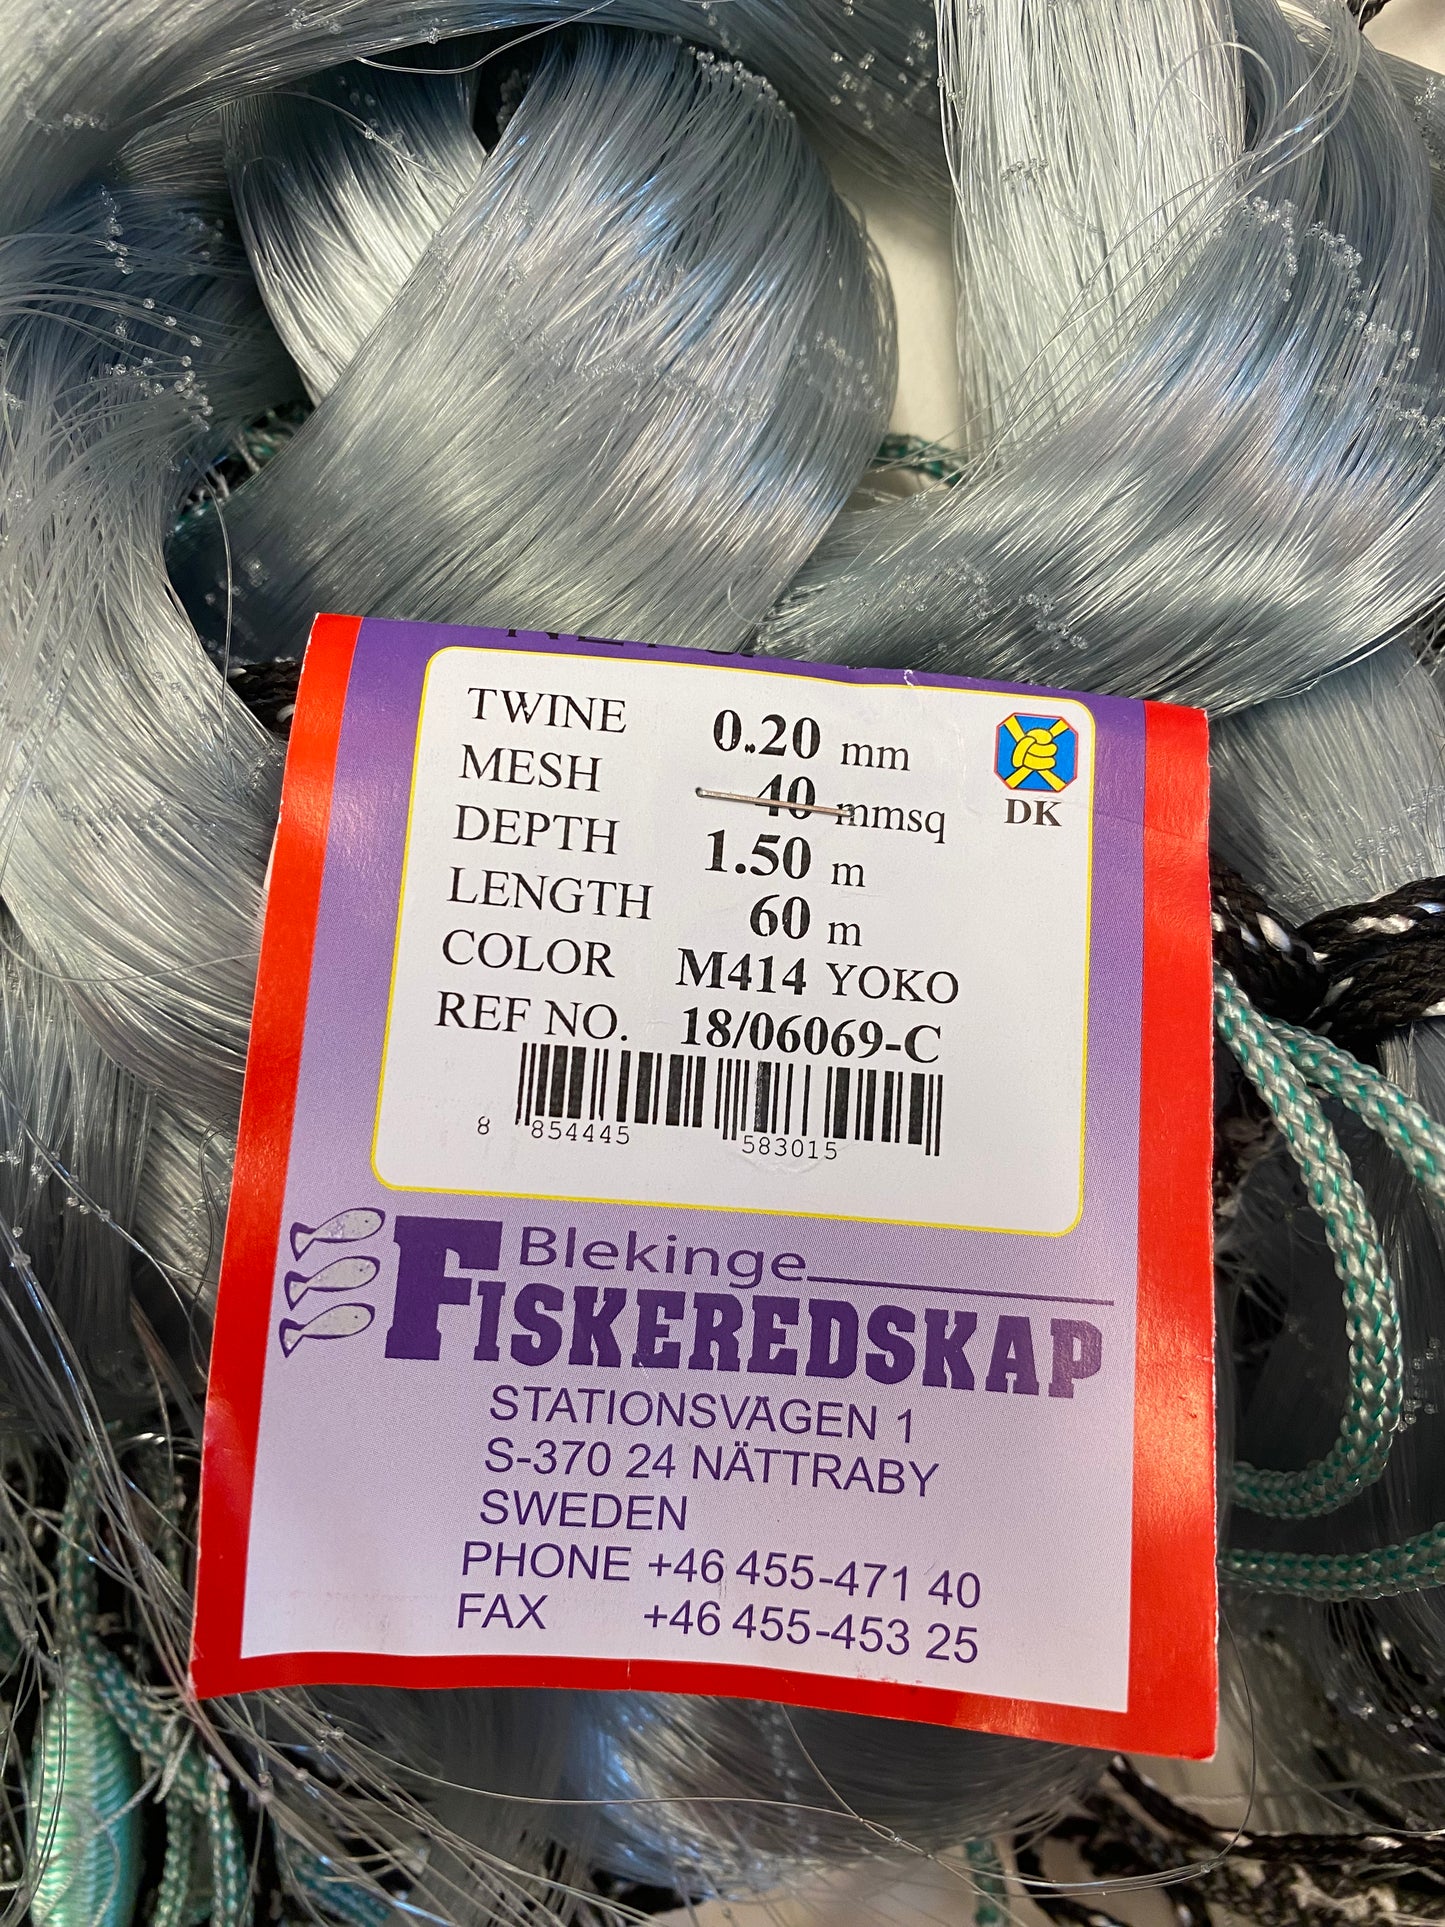 TWINE 0.20 mm
MESH 40 mmsq
DEPTH 1.50 m
LENGTH 60 m
COLOR M414 YOKO
REF NO. 18/06069-C
DK
8 854445 583015
Blekinge
FISKEREDSKAP
STATIONSVÄGEN 1
S-370 24 NÄTTRABY
SWEDEN
PHONE +46 455-471 40
FAX +46 455-453 25